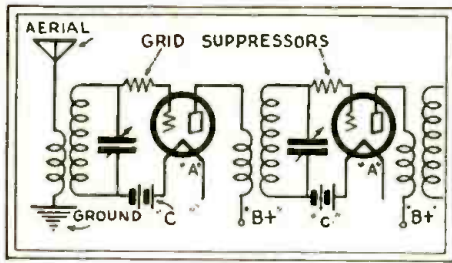 AERIAL
GRID SUPPRESSORS
"A"
"A"
"C"
"B+"
"C"
"B+"
GROUND